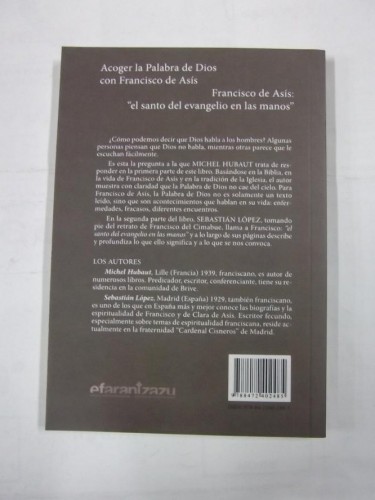 Acoger la Palabra de Dios
con Francisco de Asís
Francisco de Asís:
"el santo del evangelio en las manos"
¿Cómo podemos decir que Dios habla a los hombres? Algunas
personas piensan que Dios no habla, mientras otras parece que le
escuchan fácilmente.
Es esta la pregunta a la que MICHEL HUBAUT trata de res-
ponder en la primera parte de este libro. Basándose en la Biblia, en
la vida de Francisco de Asís y en la tradición de la Iglesia, el autor
muestra con claridad que la Palabra de Dios no cae del cielo. Para
Francisco de Asís, la Palabra de Dios no es solamente un texto
leído, sino que son acontecimientos que hablan en su vida: enfer-
medades, fracasos, diferentes encuentros.
En la segunda parte del libro, SEBASTIÁN LÓPEZ, tomando
pie del retrato de Francisco del Cimabue, llama a Francisco: "el
santo del evangelio en las manos" y a lo largo de sus páginas describe
y profundiza lo que ello significa y a lo que se nos convoca.
LOS AUTORES
Michel Hubaut, Lille (Francia) 1939, franciscano, es autor de
numerosos libros. Predicador, escritor, conferenciante, tiene su re-
sidencia en la comunidad de Brive.
Sebastián López, Madrid (España) 1929, también franciscano,
es uno de los que en España más y mejor conoce las biografías y la
espiritualidad de Francisco y de Clara de Asís. Escritor fecundo,
especialmente sobre temas de espiritualidad franciscana, reside ac-
tualmente en la fraternidad "Cardenal Cisneros" de Madrid.
efarantzazu
9788472402485